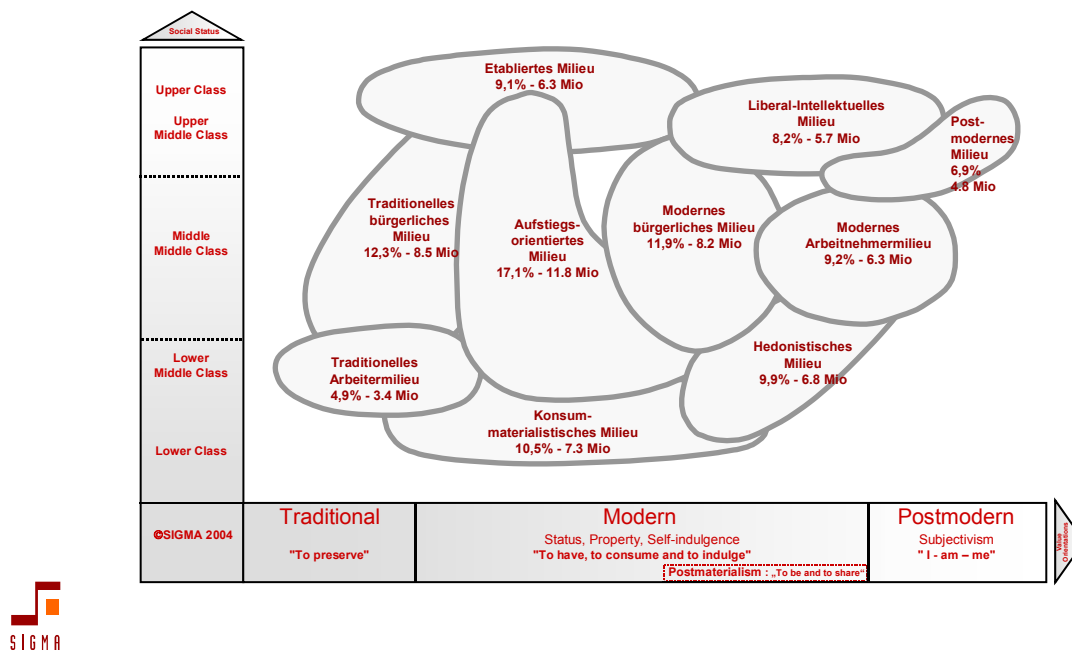 Social Status
Upper Class
Upper
Middle Class
Middle
Middle Class
Lower
Middle Class
Lower Class
Etabliertes Milieu
9,1% - 6.3 Mio
Liberal-Intellektuelles
Milieu
8,2% - 5.7 Mio
Post-
modernes
Milieu
6,9%
4.8 Mio
Traditionelles
bürgerliches
Milieu
12,3% - 8.5 Mio
Aufstiegs-
orientiertes
Milieu
17,1% - 11.8 Mio
Modernes
bürgerliches Milieu
11,9% - 8.2 Mio
Modernes
Arbeitnehmermilieu
9,2% - 6.3 Mio
Traditionelles
Arbeitermilieu
4,9% - 3.4 Mio
Hedonistisches
Milieu
9,9% - 6.8 Mio
Konsum-
materialistisches Milieu
10,5% - 7.3 Mio
©SIGMA 2004
Traditional
"To preserve"
Modern
Status, Property, Self-indulgence
"To have, to consume and to indulge"
Postmaterialism : „To be and to share“
Postmodern
Subjectivism
" I - am – me"
Value
Orientations
SIGMA